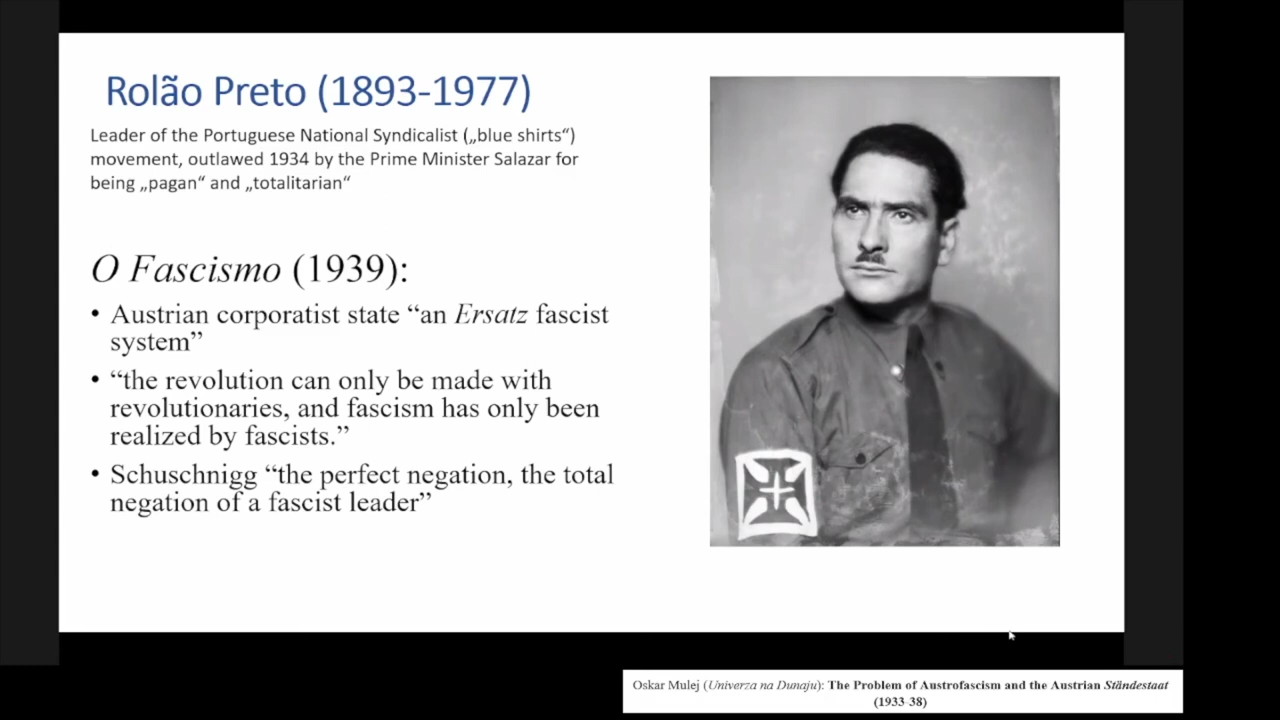 Rolão Preto (1893-1977)
Leader of the Portuguese National Syndicalist („blue shirts“)
movement, outlawed 1934 by the Prime Minister Salazar for
being „pagan“ and „totalitarian“
O Fascismo (1939):
• Austrian corporatist state “an Ersatz fascist
system”
• “the revolution can only be made with
revolutionaries, and fascism has only been
realized by fascists.”
• Schuschnigg “the perfect negation, the total
negation of a fascist leader”
Oskar Mulej (Univerza na Dunaju): The Problem of Austrofascism and the Austrian Ständestaat
(1933-38)